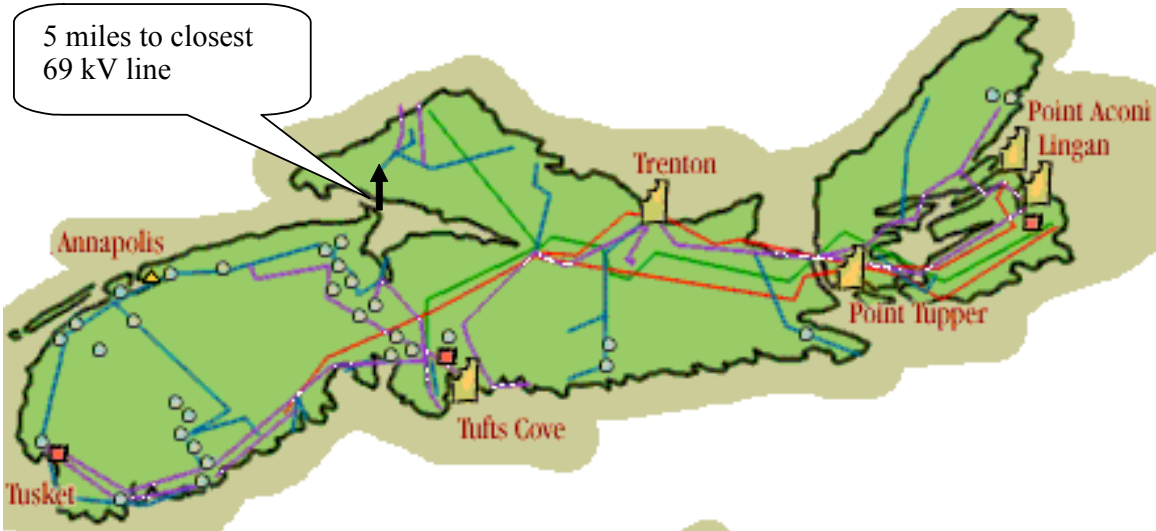 5 miles to closest
69 kV line
Point Aconi
Lingan
Trenton
Annapolis
Point Tupper
Tufts Cove
Tusket